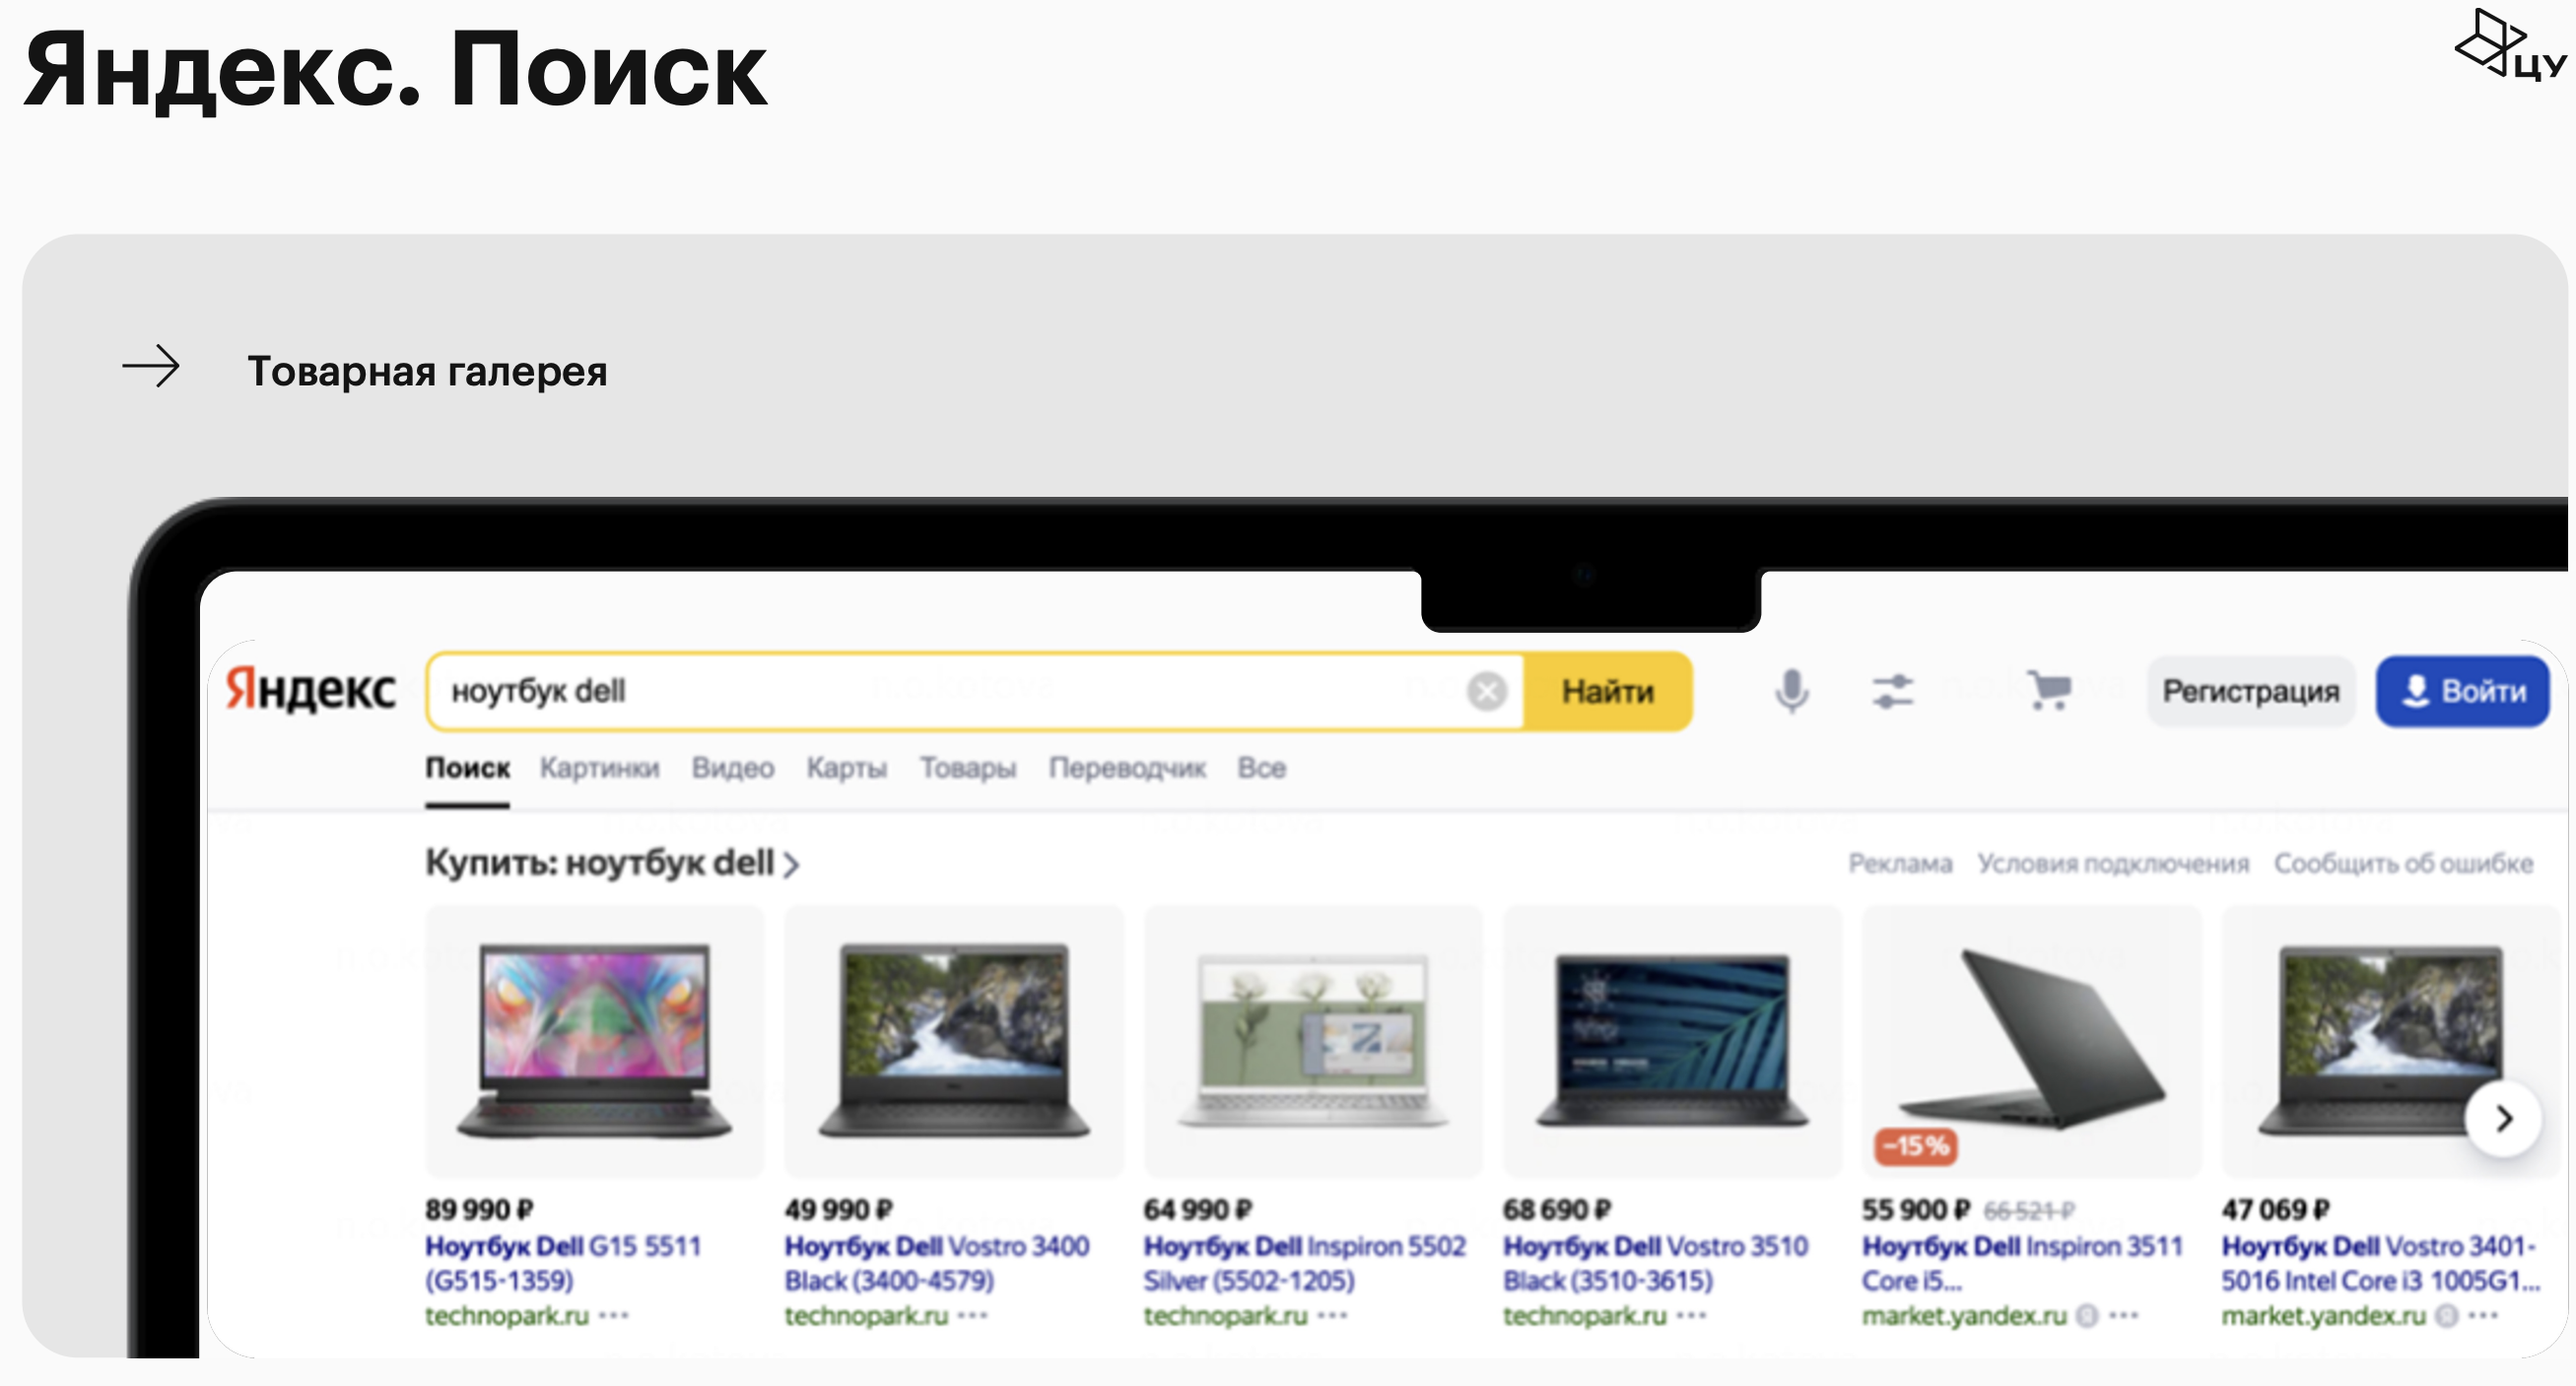 Яндекс. Поиск
ЦУ
Товарная галерея
Яндекс
ноутбук dell
Найти
Регистрация
Войти
Поиск Картинки Видео Карты Товары Переводчик Все
Купить: ноутбук dell
Реклама Условия подключения Сообщить об ошибке
–15%
89 990 ₽
Ноутбук Dell G15 5511
(G515-1359)
technopark.ru
49 990 ₽
Ноутбук Dell Vostro 3400
Black (3400-4579)
technopark.ru
64 990 ₽
Ноутбук Dell Inspiron 5502
Silver (5502-1205)
technopark.ru
68 690 ₽
Ноутбук Dell Vostro 3510
Black (3510-3615)
technopark.ru
55 900 ₽ 66 521 ₽
Ноутбук Dell Inspiron 3511
Core i5...
market.yandex.ru
47 069 ₽
Ноутбук Dell Vostro 3401-
5016 Intel Core i3 1005G1...
market.yandex.ru